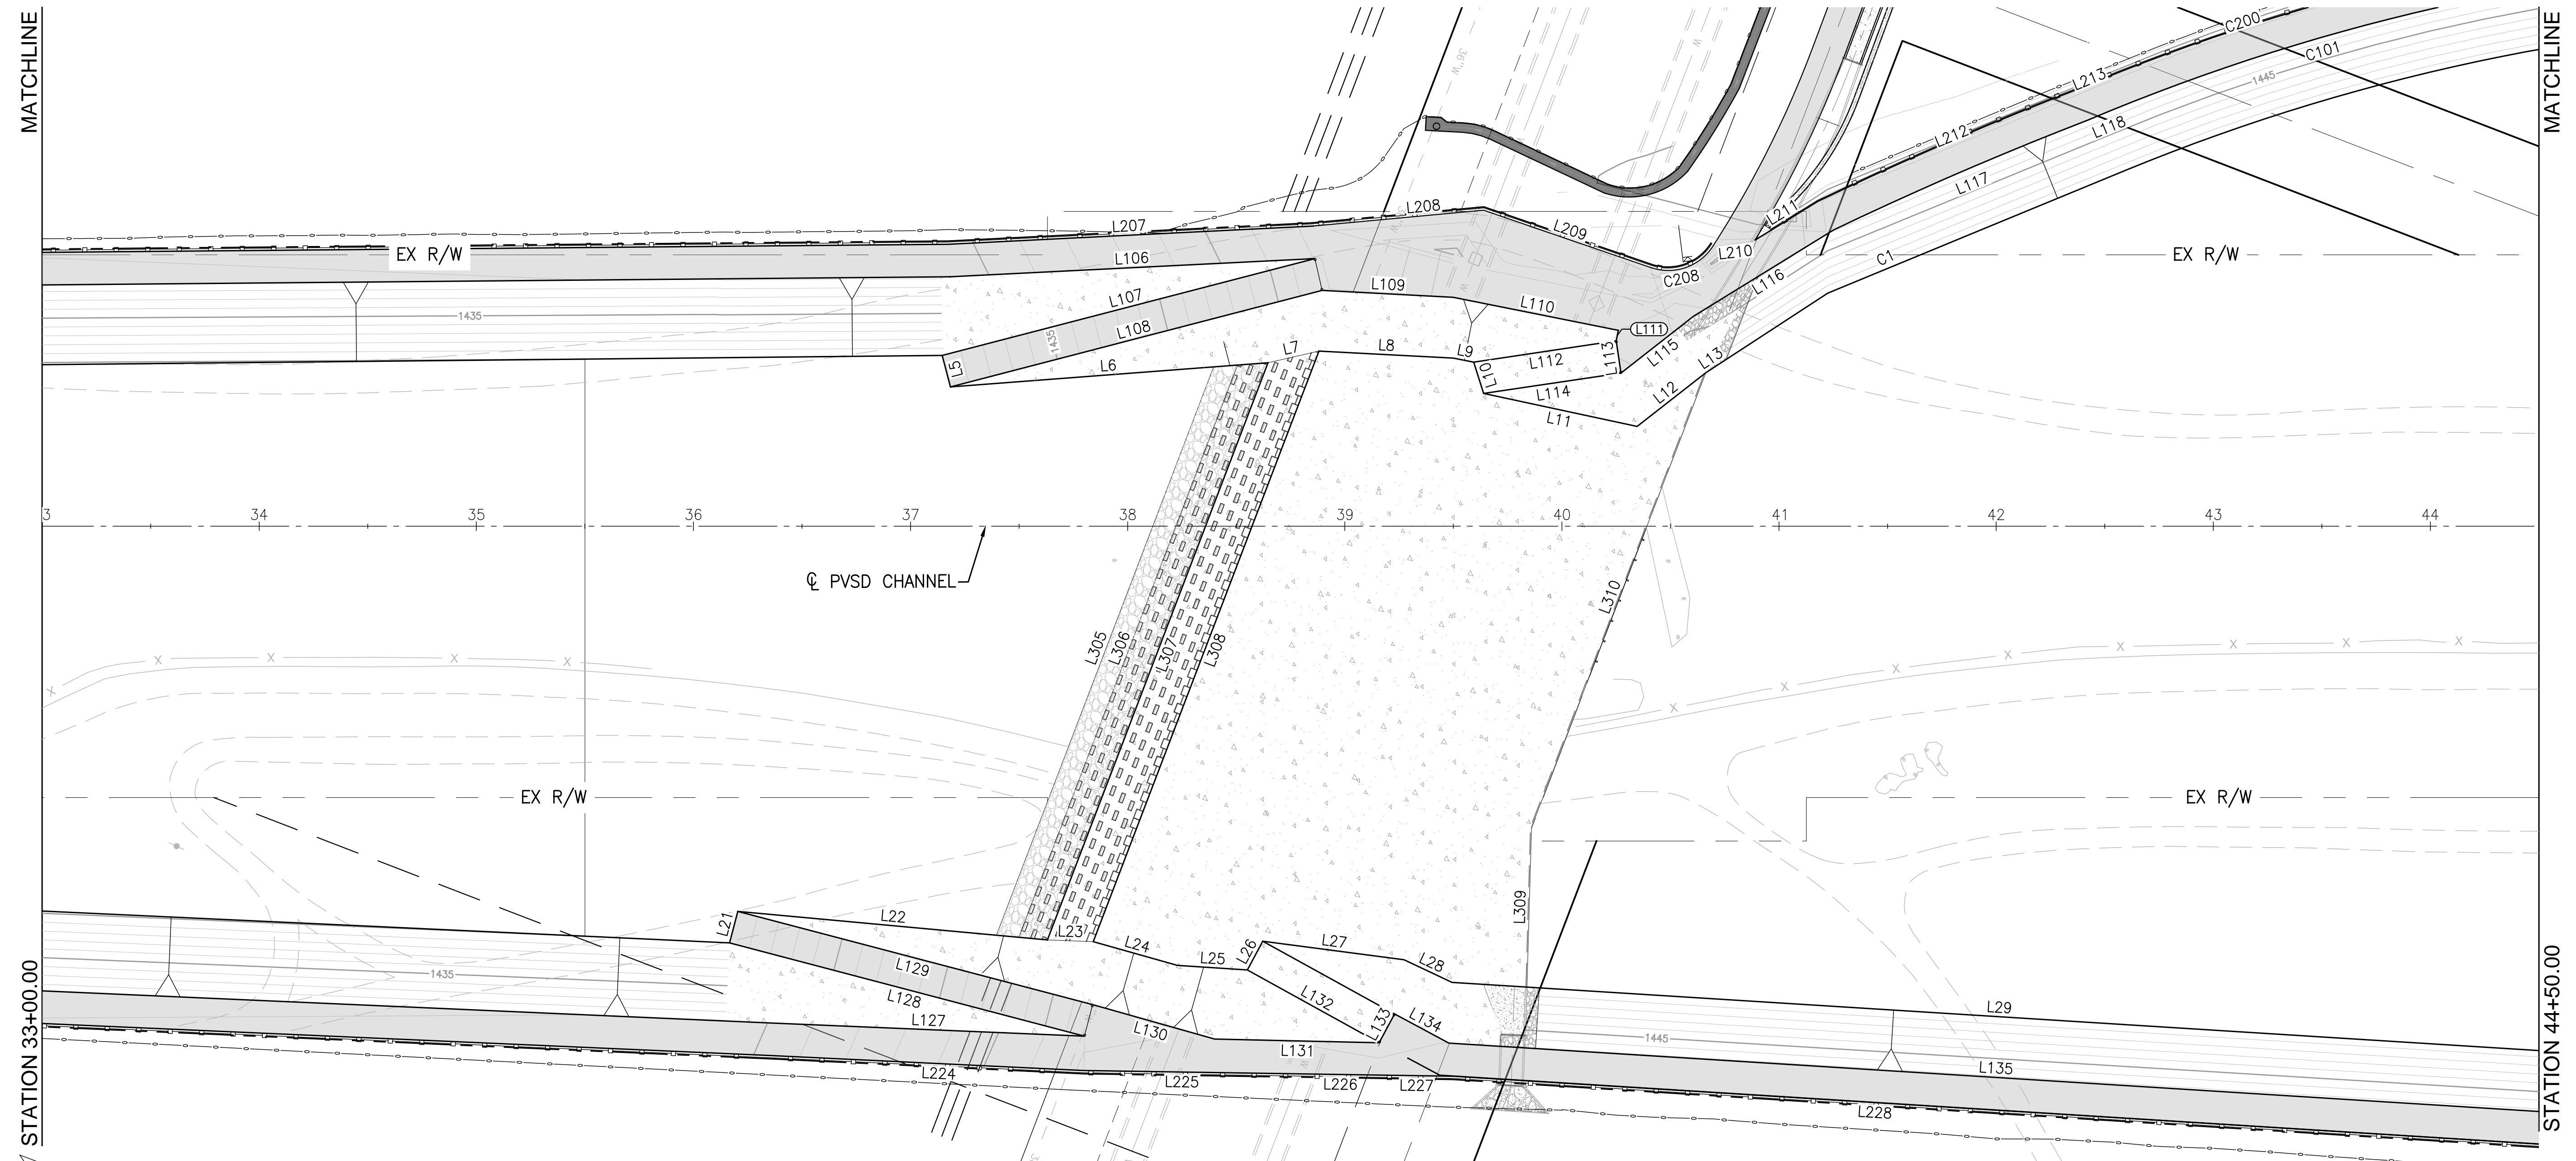 MATCHLINE
MATCHLINE
C200
C101
1445
L213
L118
L212
L117
36"W
W
L211
L207
L208
L209
L210
C208
EX R/W
L106
C1
EX R/W
L116
L107
L109
L110
1435
L108
1435
L111
L115
L113
L13
L5
L6
L7
L8
L9
L10
L112
L114
L12
L11
3
34
35
36
37
38
39
40
41
42
43
44
℄ PVSD CHANNEL
L305
L306
L307
L308
L310
X X X X X
X X X X X X X X
EX R/W
EX R/W
L309
L21
L22
L23
L24
L25
L26
L27
L28
L29
1435
L129
L128
L127
L130
L131
L132
L133
L134
1445
L135
L224
L225
L226
L227
L228
W
STATION 33+00.00
STATION 44+50.00